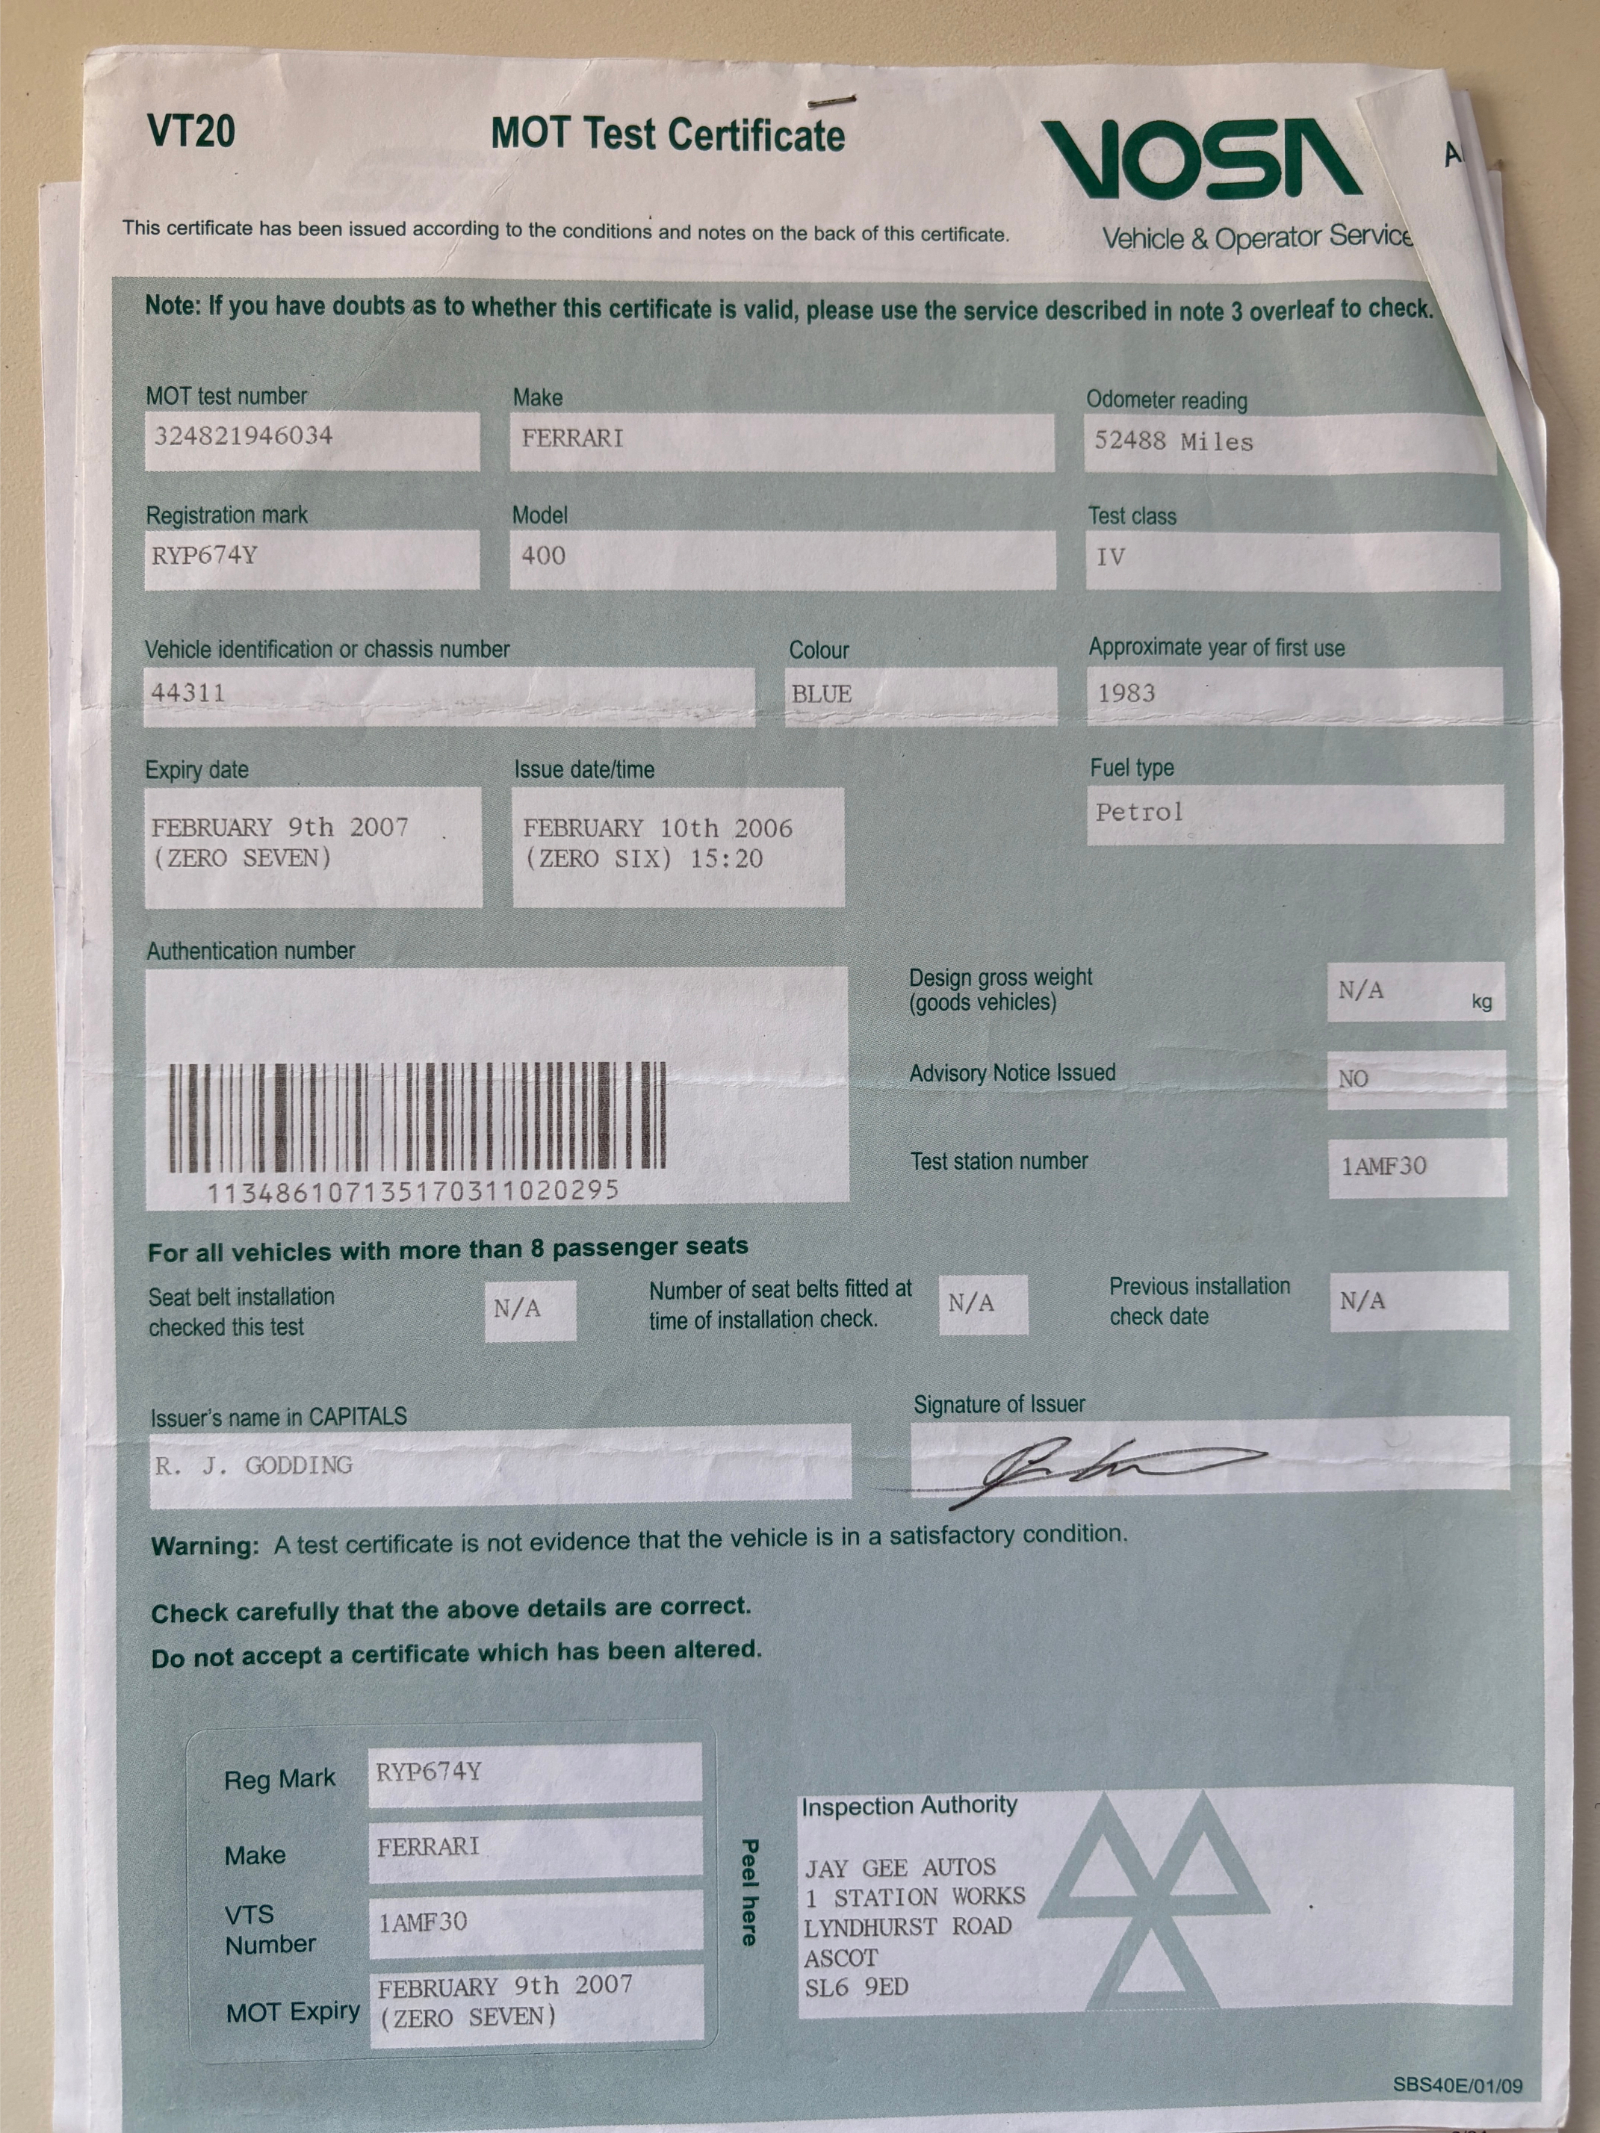 VT20
MOT Test Certificate
VOSA
Vehicle & Operator Service
This certificate has been issued according to the conditions and notes on the back of this certificate.
Note: If you have doubts as to whether this certificate is valid, please use the service described in note 3 overleaf to check.
MOT test number Make Odometer reading
324821946034 FERRARI 52488 Miles
Registration mark Model Test class
RYP674Y 400 IV
Vehicle identification or chassis number Colour Approximate year of first use
44311 BLUE 1983
Expiry date Issue date/time Fuel type
FEBRUARY 9th 2007 FEBRUARY 10th 2006 Petrol
(ZERO SEVEN) (ZERO SIX) 15:20
Authentication number
113486107135170311020295
Design gross weight
(goods vehicles) N/A kg
Advisory Notice Issued NO
Test station number 1AMF30
For all vehicles with more than 8 passenger seats
Seat belt installation
checked this test N/A
Number of seat belts fitted at
time of installation check. N/A
Previous installation
check date N/A
Issuer's name in CAPITALS Signature of Issuer
R. J. GODDING
Warning: A test certificate is not evidence that the vehicle is in a satisfactory condition.
Check carefully that the above details are correct.
Do not accept a certificate which has been altered.
Reg Mark RYP674Y
Make FERRARI
VTS
Number 1AMF30
MOT Expiry FEBRUARY 9th 2007
(ZERO SEVEN)
Peel here
Inspection Authority
JAY GEE AUTOS
1 STATION WORKS
LYNDHURST ROAD
ASCOT
SL6 9ED
SBS40E/01/09